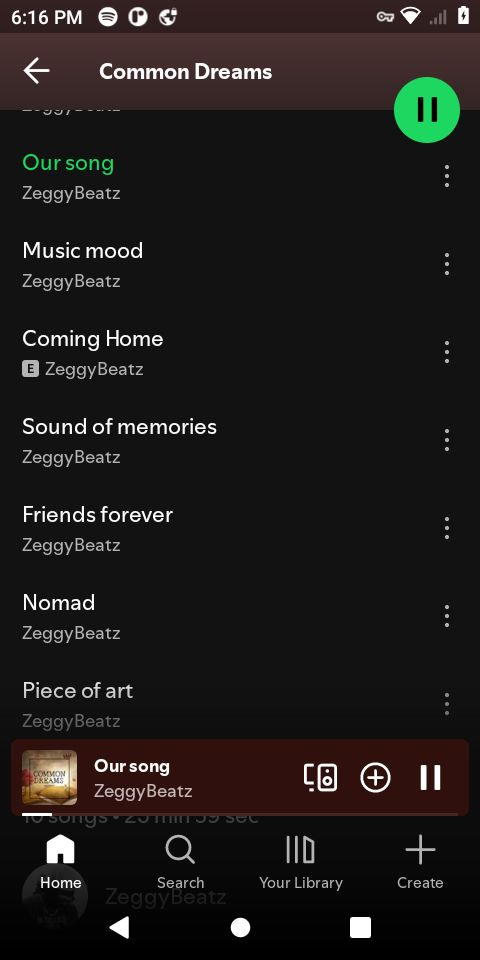 6:16 PM
Common Dreams
ZeggyBeatz
Our song
ZeggyBeatz
Music mood
ZeggyBeatz
Coming Home
E ZeggyBeatz
Sound of memories
ZeggyBeatz
Friends forever
ZeggyBeatz
Nomad
ZeggyBeatz
Piece of art
ZeggyBeatz
COMMON
DREAMS
Our song
ZeggyBeatz
10 songs • 25 min 59 sec
Home
Search
Your Library
Create
ZeggyBeatz